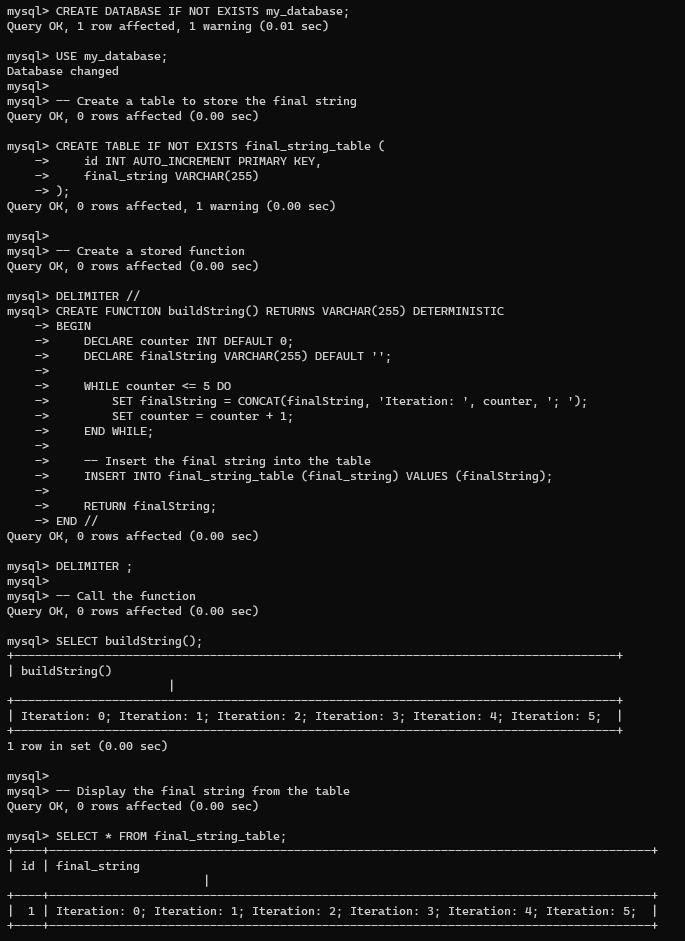 mysql> CREATE DATABASE IF NOT EXISTS my_database;
Query OK, 1 row affected, 1 warning (0.01 sec)

mysql> USE my_database;
Database changed
mysql>
mysql> -- Create a table to store the final string
Query OK, 0 rows affected (0.00 sec)

mysql> CREATE TABLE IF NOT EXISTS final_string_table (
    ->     id INT AUTO_INCREMENT PRIMARY KEY,
    ->     final_string VARCHAR(255)
    -> );
Query OK, 0 rows affected, 1 warning (0.00 sec)

mysql>
mysql> -- Create a stored function
Query OK, 0 rows affected (0.00 sec)

mysql> DELIMITER //
mysql> CREATE FUNCTION buildString() RETURNS VARCHAR(255) DETERMINISTIC
    -> BEGIN
    ->     DECLARE counter INT DEFAULT 0;
    ->     DECLARE finalString VARCHAR(255) DEFAULT '';
    ->
    ->     WHILE counter <= 5 DO
    ->         SET finalString = CONCAT(finalString, 'Iteration: ', counter, '; ');
    ->         SET counter = counter + 1;
    ->     END WHILE;
    ->
    ->     -- Insert the final string into the table
    ->     INSERT INTO final_string_table (final_string) VALUES (finalString);
    ->
    ->     RETURN finalString;
    -> END //
Query OK, 0 rows affected (0.00 sec)

mysql> DELIMITER ;
mysql>
mysql> -- Call the function
Query OK, 0 rows affected (0.00 sec)

mysql> SELECT buildString();
+--------------------------------------------------------------------------------------+
| buildString()
                       |
+--------------------------------------------------------------------------------------+
| Iteration: 0; Iteration: 1; Iteration: 2; Iteration: 3; Iteration: 4; Iteration: 5;  |
+--------------------------------------------------------------------------------------+
1 row in set (0.00 sec)

mysql>
mysql> -- Display the final string from the table
Query OK, 0 rows affected (0.00 sec)

mysql> SELECT * FROM final_string_table;
+----+--------------------------------------------------------------------------------------+
| id | final_string
                            |
+----+--------------------------------------------------------------------------------------+
|  1 | Iteration: 0; Iteration: 1; Iteration: 2; Iteration: 3; Iteration: 4; Iteration: 5;  |
+----+--------------------------------------------------------------------------------------+